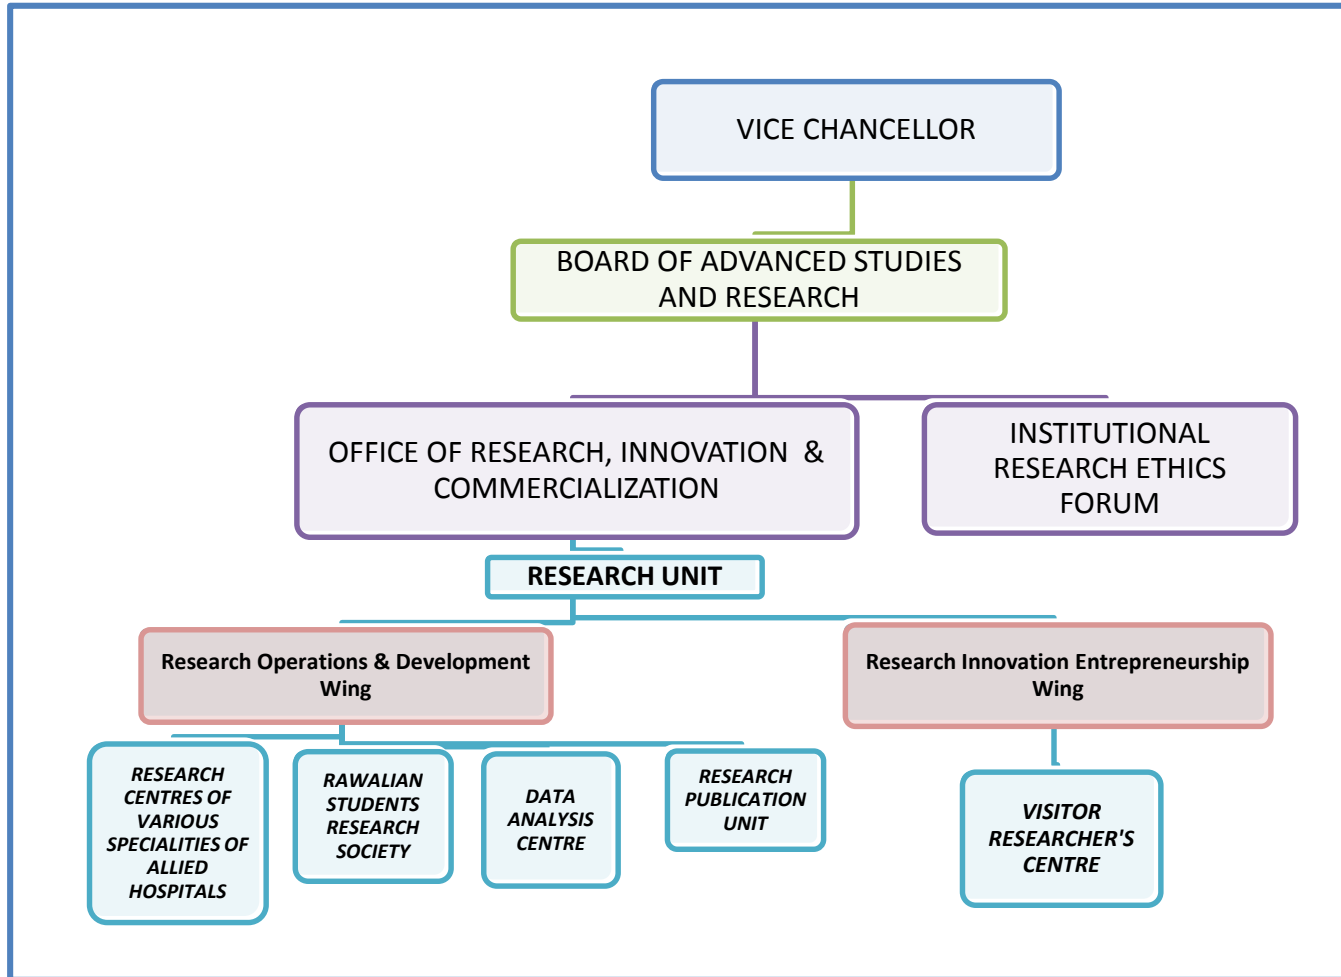 VICE CHANCELLOR
BOARD OF ADVANCED STUDIES
AND RESEARCH
OFFICE OF RESEARCH, INNOVATION  &
COMMERCIALIZATION
INSTITUTIONAL
RESEARCH ETHICS
FORUM
RESEARCH UNIT
Research Operations & Development
Wing
Research Innovation Entrepreneurship
Wing
RESEARCH
CENTRES OF
VARIOUS
SPECIALITIES OF
ALLIED
HOSPITALS
RAWALIAN
STUDENTS
RESEARCH
SOCIETY
DATA
ANALYSIS
CENTRE
RESEARCH
PUBLICATION
UNIT
VISITOR
RESEARCHER'S
CENTRE